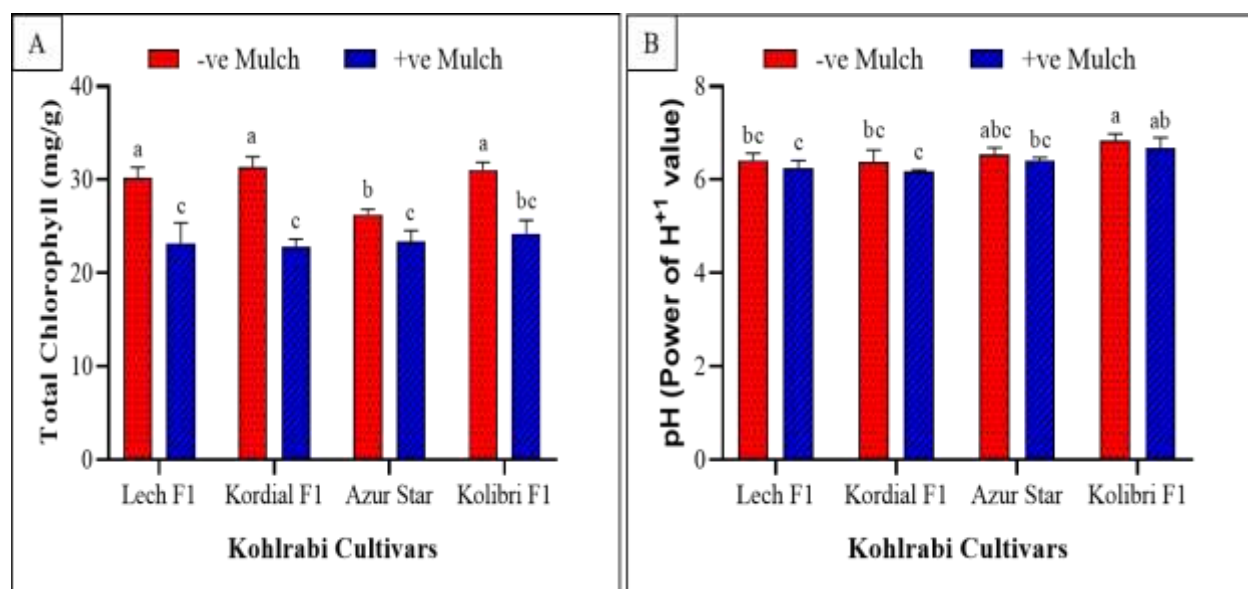 A
-ve Mulch +ve Mulch
Total Chlorophyll (mg/g)
40
30
20
10
0
a c a c b c a bc
Lech F1 Kordial F1 Azur Star Kolibri F1
Kohlrabi Cultivars
B
-ve Mulch +ve Mulch
pH (Power of H⁺¹ value)
8
6
4
2
0
bc c bc c abc bc a ab
Lech F1 Kordial F1 Azur Star Kolibri F1
Kohlrabi Cultivars